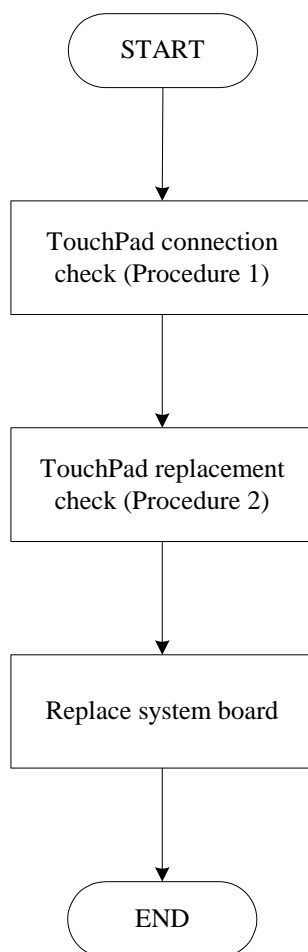 START
TouchPad connection
check (Procedure 1)
TouchPad replacement
check (Procedure 2)
Replace system board
END